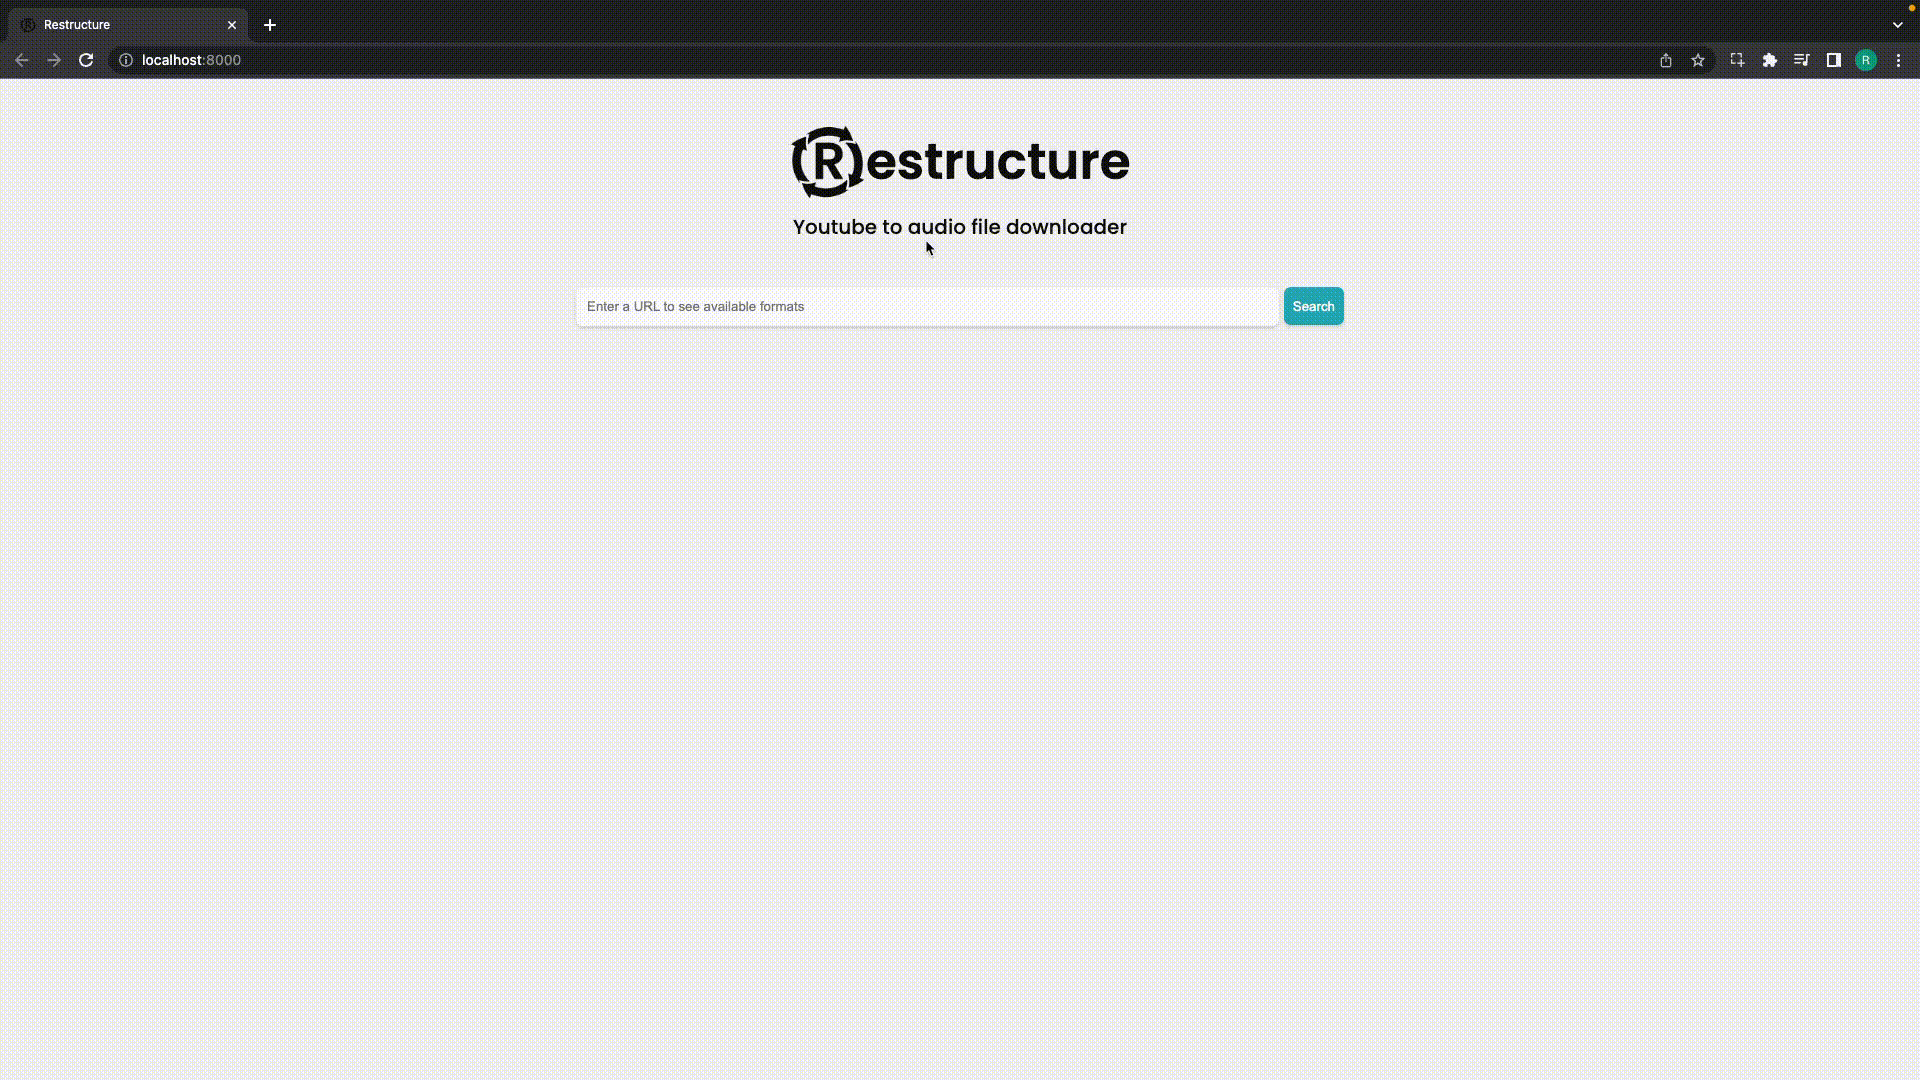 Restructure
localhost:8000
R
Restructure
Youtube to audio file downloader
Enter a URL to see available formats
Search